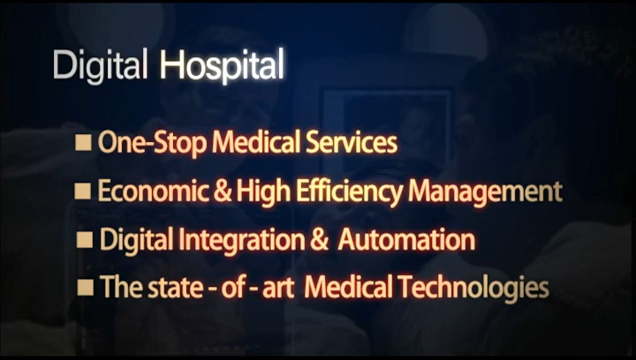 Digital Hospital
■ One-Stop Medical Services
■ Economic & High Efficiency Management
■ Digital Integration & Automation
■ The state - of - art Medical Technologies